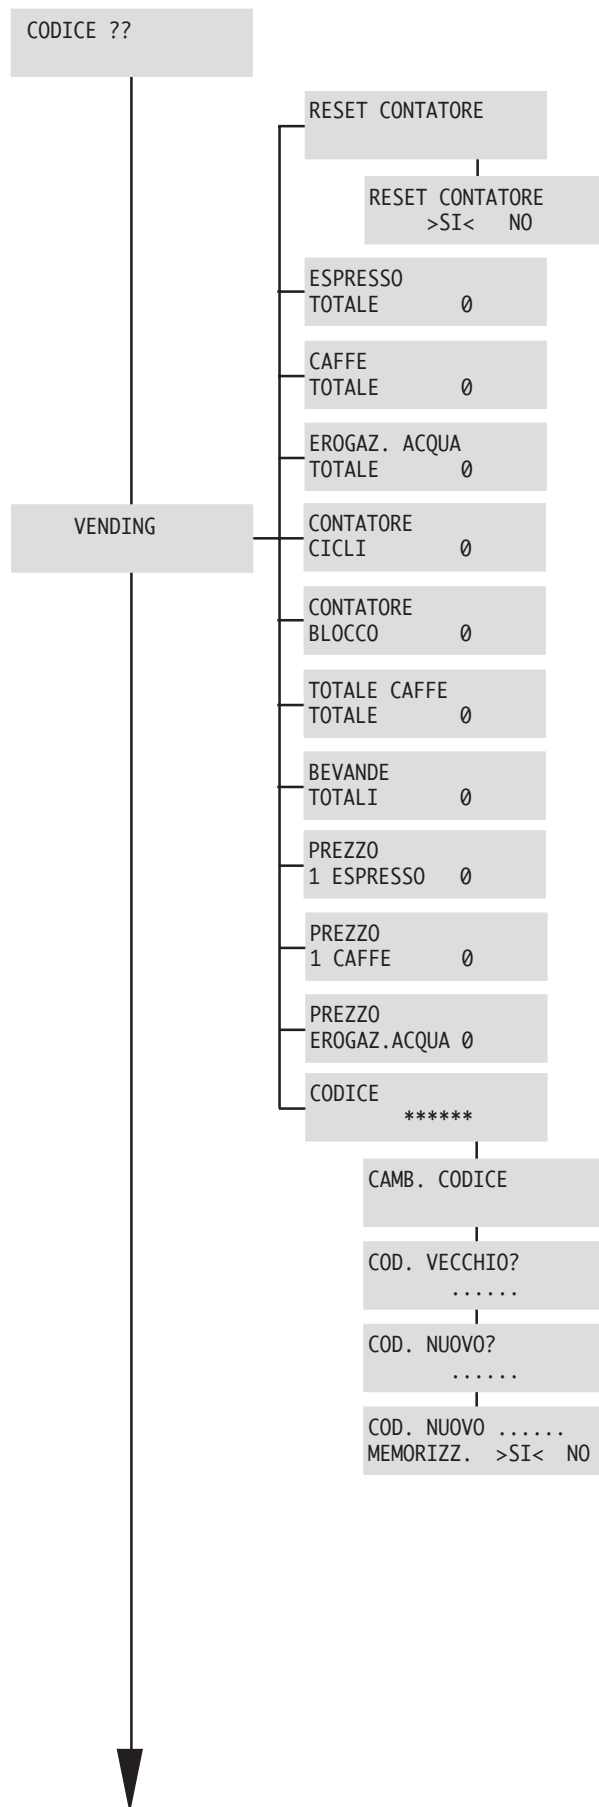 CODICE ??
RESET CONTATORE
RESET CONTATORE
>SI< NO
ESPRESSO
TOTALE 0
CAFFE
TOTALE 0
EROGAZ. ACQUA
TOTALE 0
VENDING
CONTATORE
CICLI 0
CONTATORE
BLOCCO 0
TOTALE CAFFE
TOTALE 0
BEVANDE
TOTALI 0
PREZZO
1 ESPRESSO 0
PREZZO
1 CAFFE 0
PREZZO
EROGAZ.ACQUA 0
CODICE
******
CAMB. CODICE
COD. VECCHIO?
......
COD. NUOVO?
......
COD. NUOVO ......
MEMORIZZ. >SI< NO